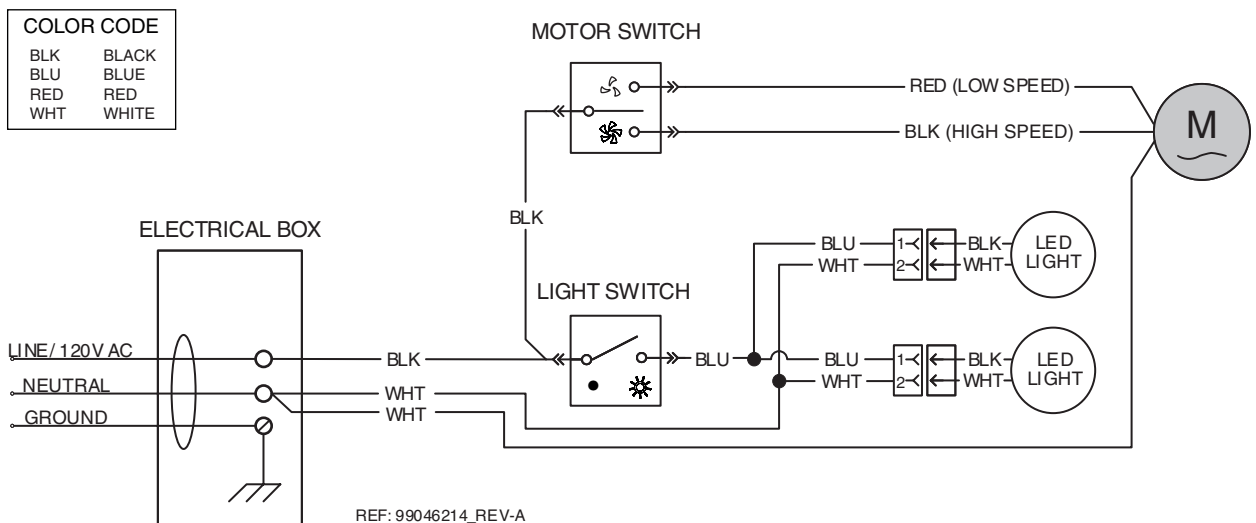 COLOR CODE
BLK BLACK
BLU BLUE
RED RED
WHT WHITE
MOTOR SWITCH
RED (LOW SPEED)
BLK (HIGH SPEED)
M
BLK
ELECTRICAL BOX
BLU 1 BLK
WHT 2 WHT
LED
LIGHT
LIGHT SWITCH
LINE/120V AC
BLK
BLU
BLU 1 BLK
WHT 2 WHT
LED
LIGHT
NEUTRAL
WHT
WHT
GROUND
REF: 99046214_REV-A